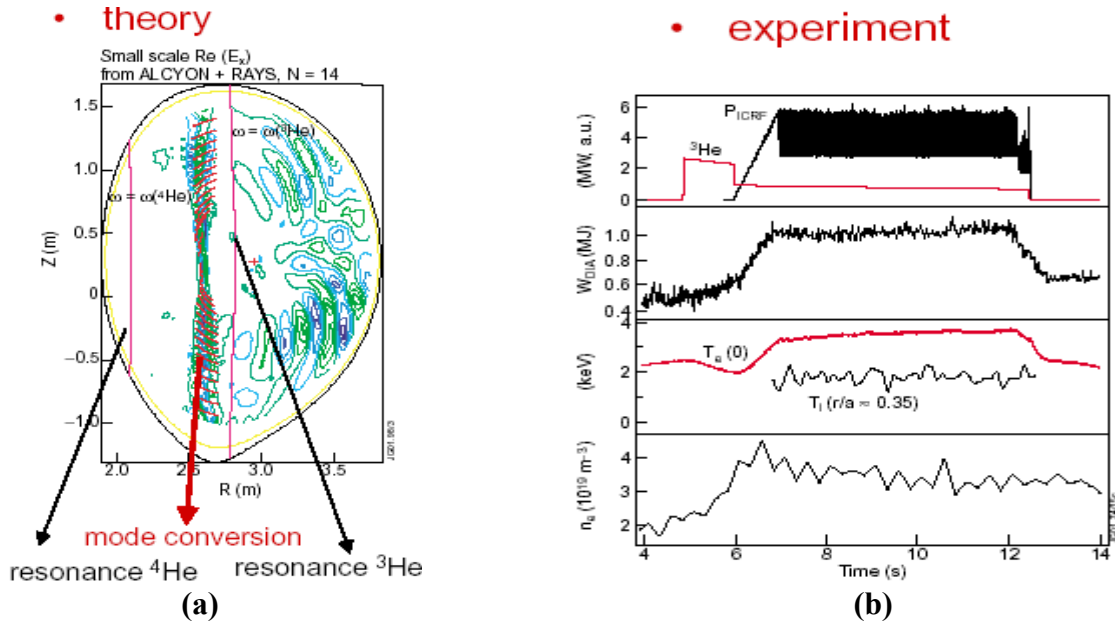 • theory
Small scale Re (Eₓ)
from ALCYON + RAYS, N = 14
1.5
1.0
0.5
0
–0.5
–1.0
Z (m)
ω = ω(³He)
ω = ω(⁴He)
2.0 2.5 3.0 3.5
R (m)
mode conversion
resonance ⁴He
resonance ³He
(a)
• experiment
6
4
2
0
(MW, a.u.)
P_ICRF
³He
1.0
0.8
0.6
0.4
W_DIA (MJ)
4
2
0
(keV)
Tₑ (0)
Tᵢ (r/a ≈ 0.35)
4
3
2
nₑ (10¹⁹ m⁻³)
4 6 8 10 12 14
Time (s)
(b)